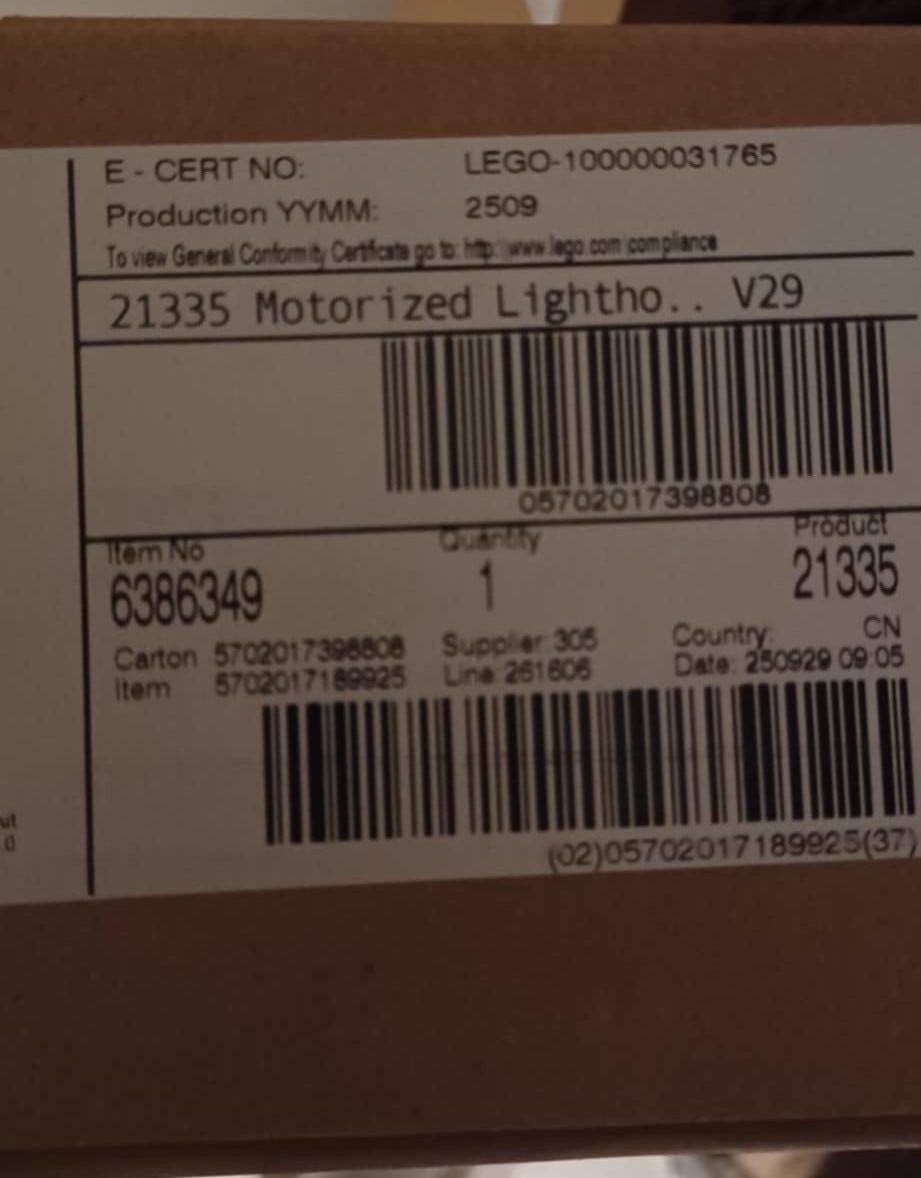 E - CERT NO: LEGO-100000031765
Production YYMM: 2509
To view General Conformity Certificate go to: http://www.lego.com/compliance
21335 Motorized Lightho.. V29
05702017398808
Item No Quantity Product
6386349 1 21335
Carton 5702017398808 Supplier 305 Country: CN
Item 5702017189925 Line 261606 Date: 250929 09:05
ut
0
(02)05702017189925(37)